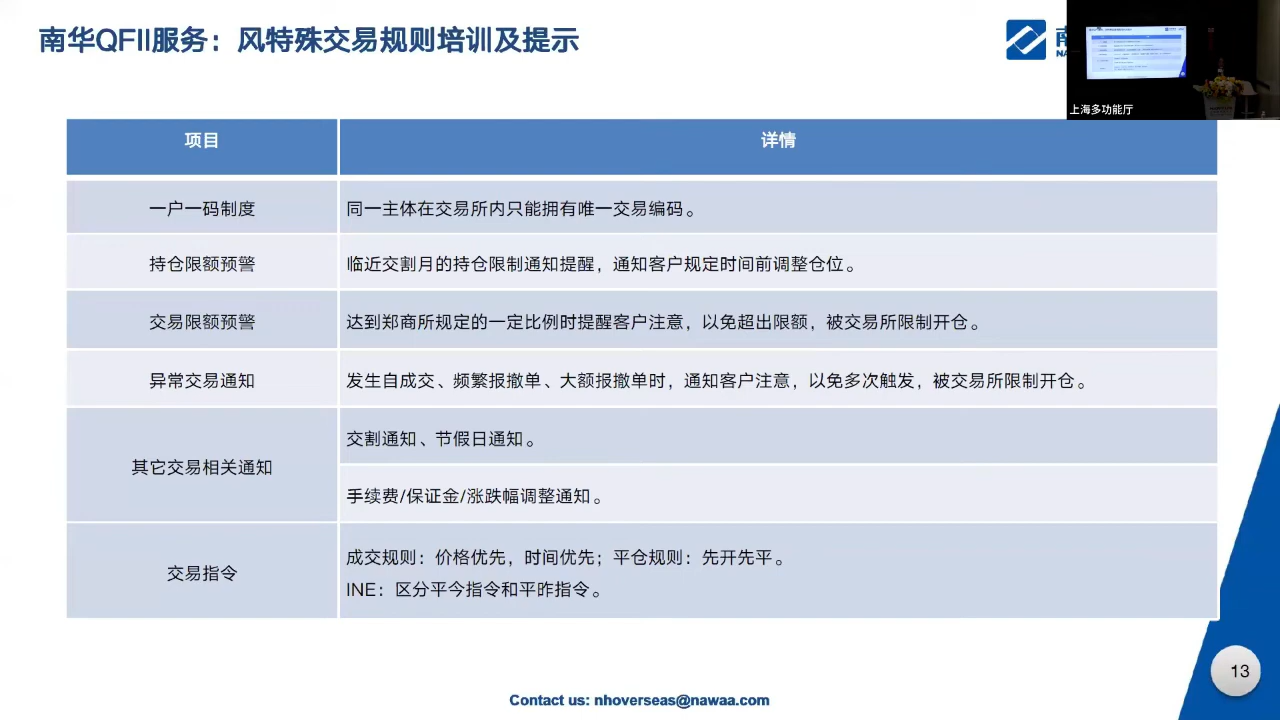 南华QFII服务：风特殊交易规则培训及提示
上海多功能厅
项目
详情
一户一码制度
同一主体在交易所内只能拥有唯一交易编码。
持仓限额预警
临近交割月的持仓限制通知提醒，通知客户规定时间前调整仓位。
交易限额预警
达到郑商所规定的一定比例时提醒客户注意，以免超出限额，被交易所限制开仓。
异常交易通知
发生自成交、频繁报撤单、大额报撤单时，通知客户注意，以免多次触发，被交易所限制开仓。
其它交易相关通知
交割通知、节假日通知。
手续费/保证金/涨跌幅调整通知。
交易指令
成交规则：价格优先，时间优先；平仓规则：先开先平。
INE：区分平今指令和平昨指令。
13
Contact us: nhoverseas@nawaa.com